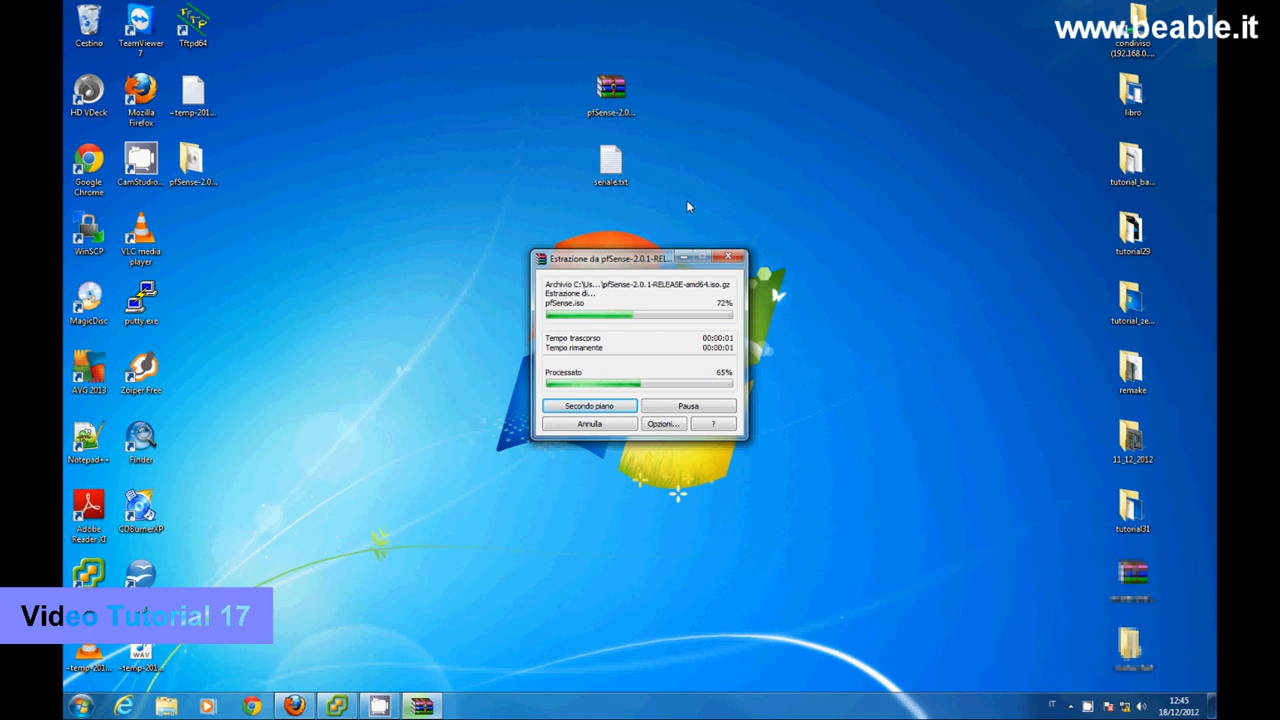 www.beable.it
Cestino
TeamViewer 7
Tftpd64
condiviso (192.168.0....
pfSense-2.0...
HD VDeck
Mozilla Firefox
~temp-201...
libro
seriale.txt
Google Chrome
CamStudio...
pfSense-2.0...
tutorial_ba...
WinSCP
VLC media player
tutorial29
Estrazione da pfSense-2.0.1-REL...
Archivio C:\Us...\pfSense-2.0.1-RELEASE-amd64.iso.gz
Estrazione di...
pfSense.iso 72%
Tempo trascorso 00:00:01
Tempo rimanente 00:00:01
Processato 65%
Secondo piano
Pausa
Annulla
Opzioni...
?
MagicDisc
putty.exe
tutorial_ze...
AVG 2013
Zoiper Free
remake
Notepad++
Finder
11_12_2012
Adobe Reader XI
CDBurnerXP
tutorial31
Video Tutorial 17
WAV
~temp-201...
~temp-201...
IT
12:45
18/12/2012